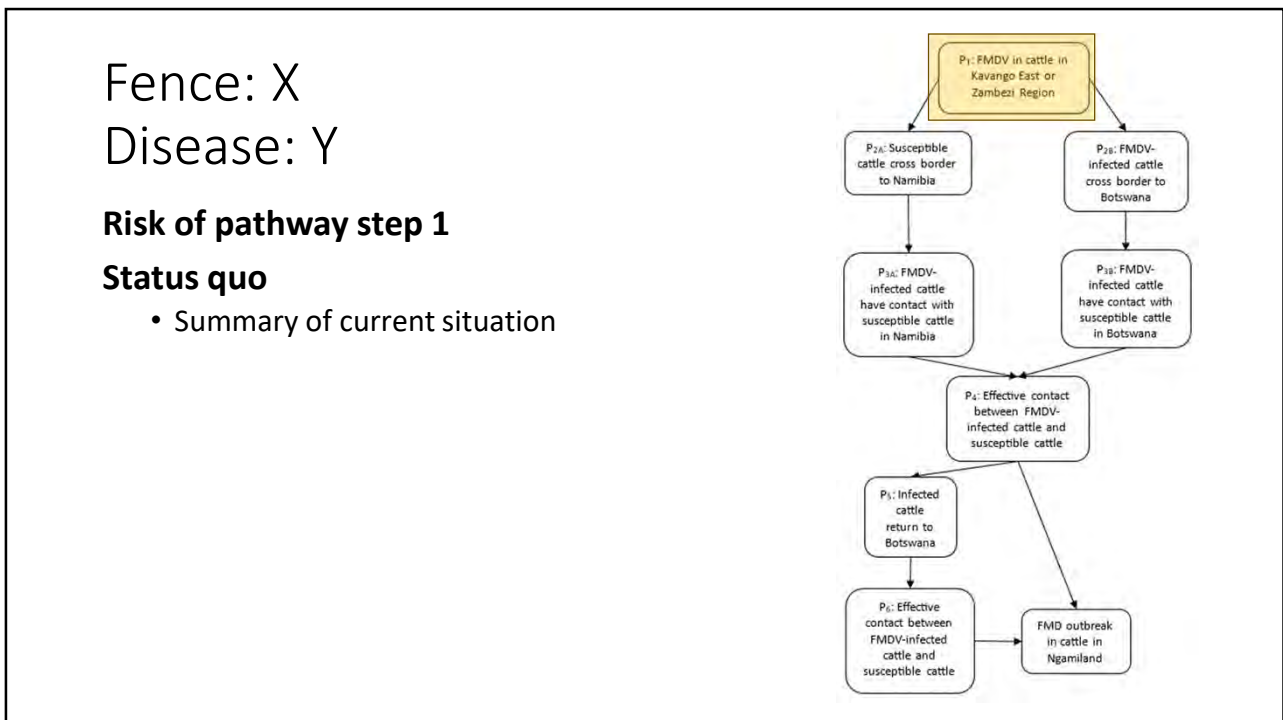 Fence: X
Disease: Y
Risk of pathway step 1
Status quo
• Summary of current situation
P₁: FMDV in cattle in
Kavango East or
Zambezi Region
P₂ₐ: Susceptible
cattle cross border
to Namibia
P₂B: FMDV-
infected cattle
cross border to
Botswana
P₃ₐ: FMDV-
infected cattle
have contact with
susceptible cattle
in Namibia
P₃B: FMDV-
infected cattle
have contact with
susceptible cattle
in Botswana
P₄: Effective contact
between FMDV-
infected cattle and
susceptible cattle
P₅: Infected
cattle
return to
Botswana
P₆: Effective
contact between
FMDV-infected
cattle and
susceptible cattle
FMD outbreak
in cattle in
Ngamiland